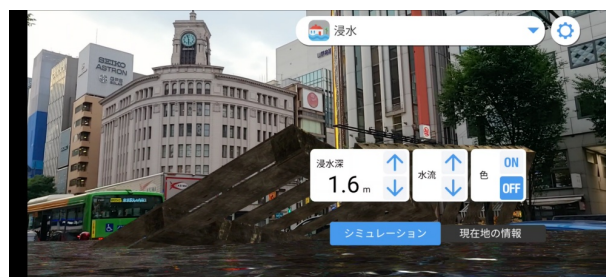 浸水
SEIKO
ASTRON
浸水深
1.6 m
水流
色
ON
OFF
シミュレーション
現在地の情報